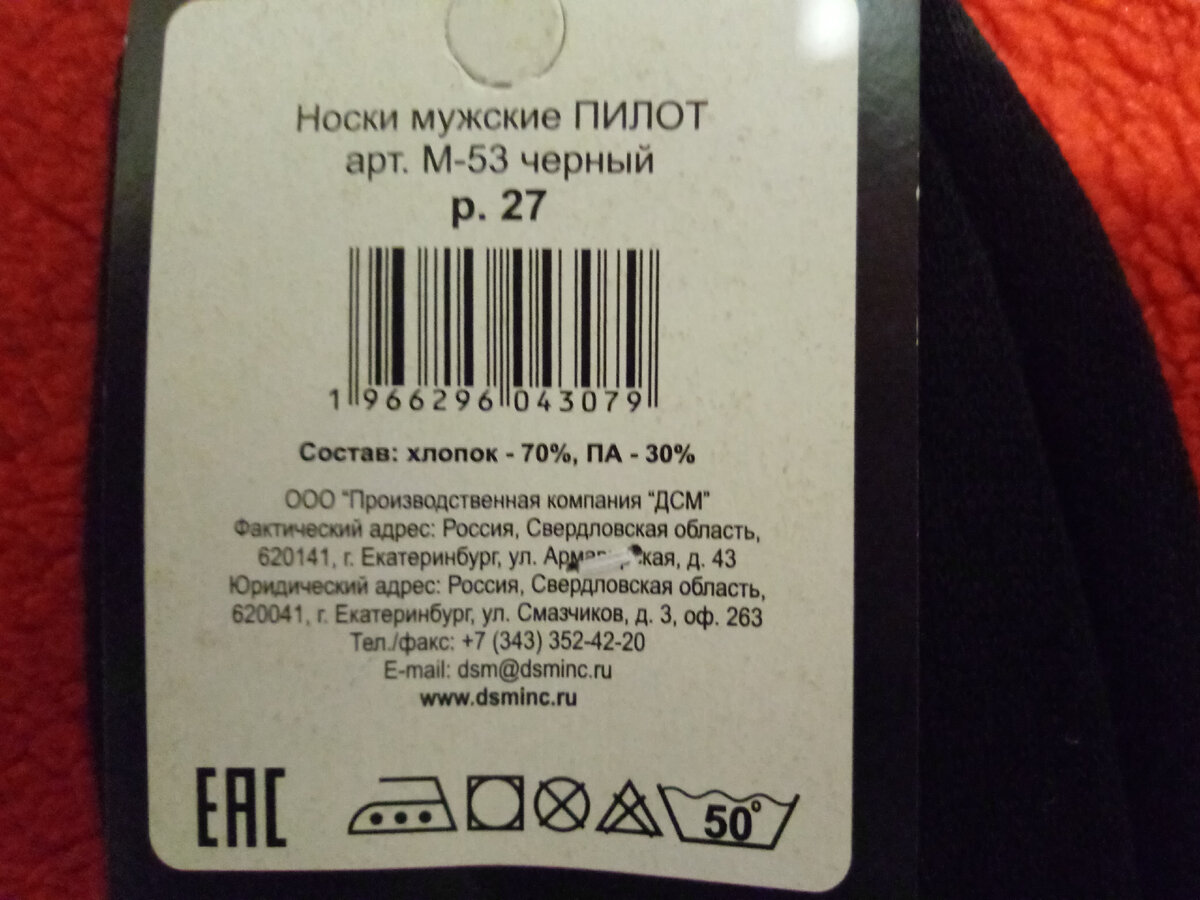 Носки мужские ПИЛОТ
арт. М-53 черный
р. 27
1 966296 043079
Состав: хлопок - 70%, ПА - 30%
ООО "Производственная компания "ДСМ"
Фактический адрес: Россия, Свердловская область,
620141, г. Екатеринбург, ул. д. 43
Юридический адрес: Россия, Свердловская область,
620041, г. Екатеринбург, ул. Смазчиков, д. 3, оф. 263
Тел./факс: +7 (343) 352-42-20
E-mail: dsm@dsminc.ru
www.dsminc.ru
ЕАС 50°